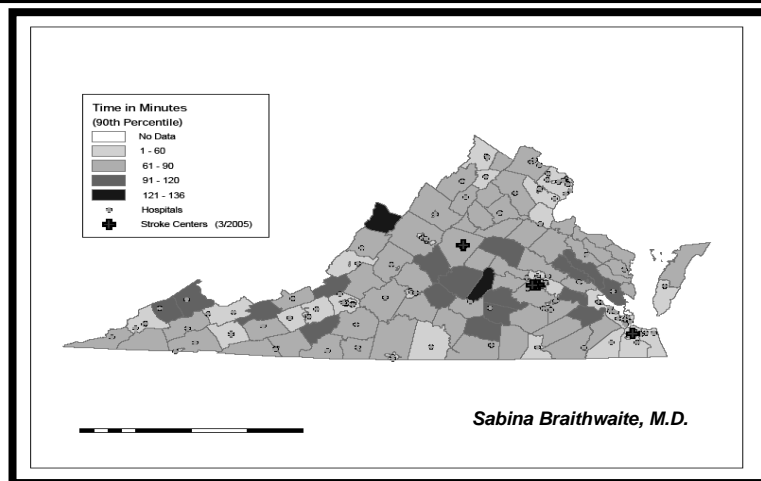 Time in Minutes
(90th Percentile)
No Data
1 - 60
61 - 90
91 - 120
121 - 136
Hospitals
Stroke Centers (3/2005)
Sabina Braithwaite, M.D.